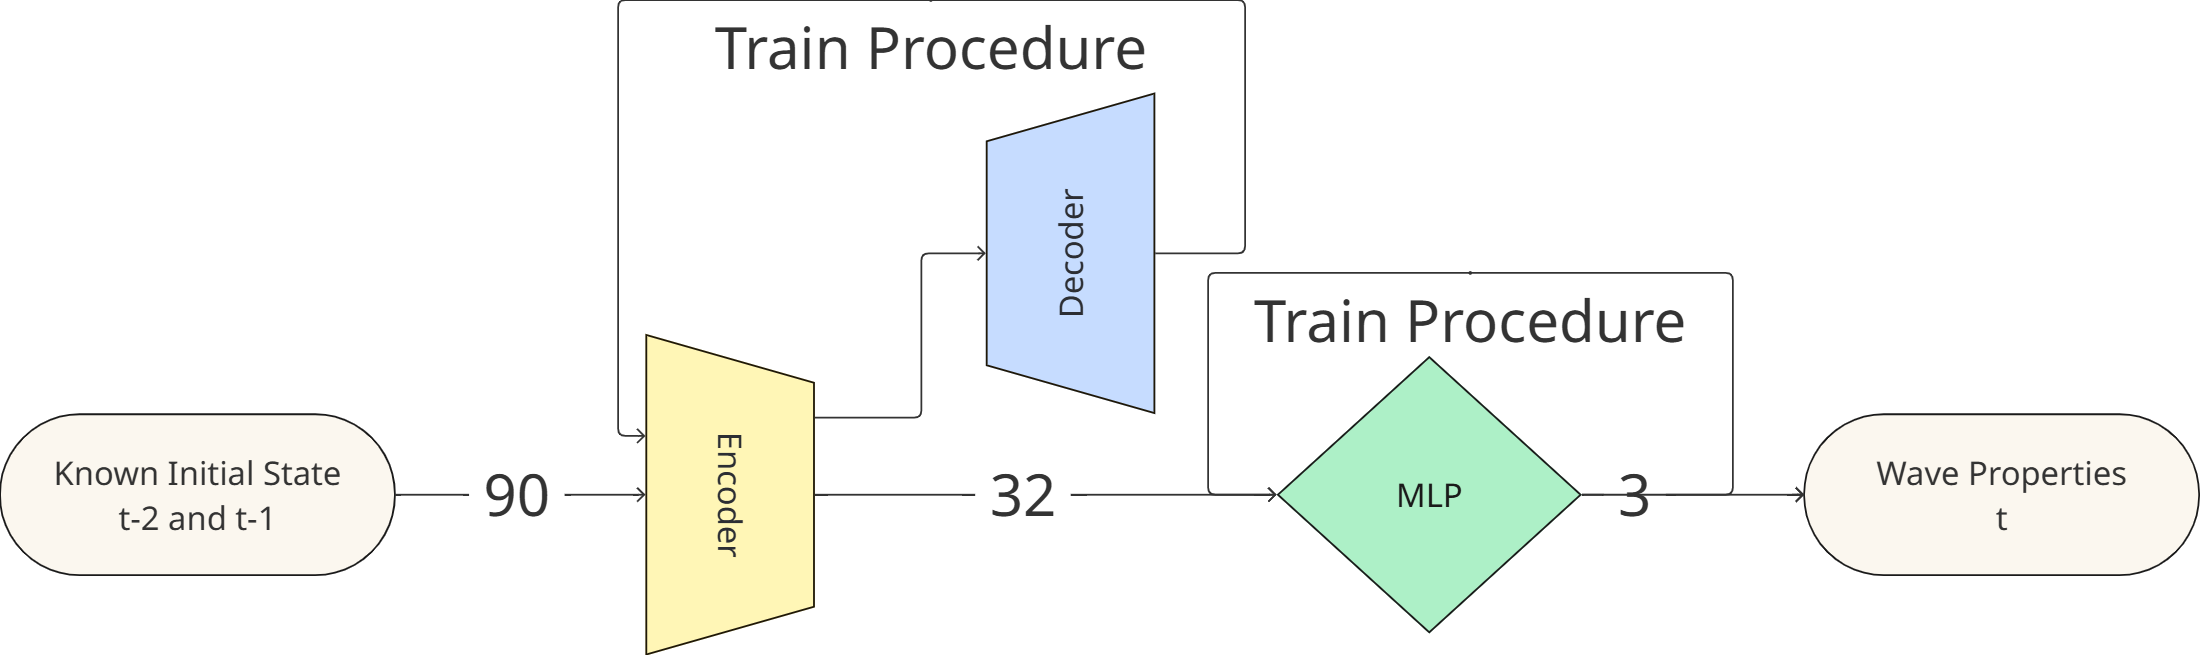 Train Procedure
Decoder
Train Procedure
Encoder
Known Initial State
t-2 and t-1
90
32
MLP
3
Wave Properties
t